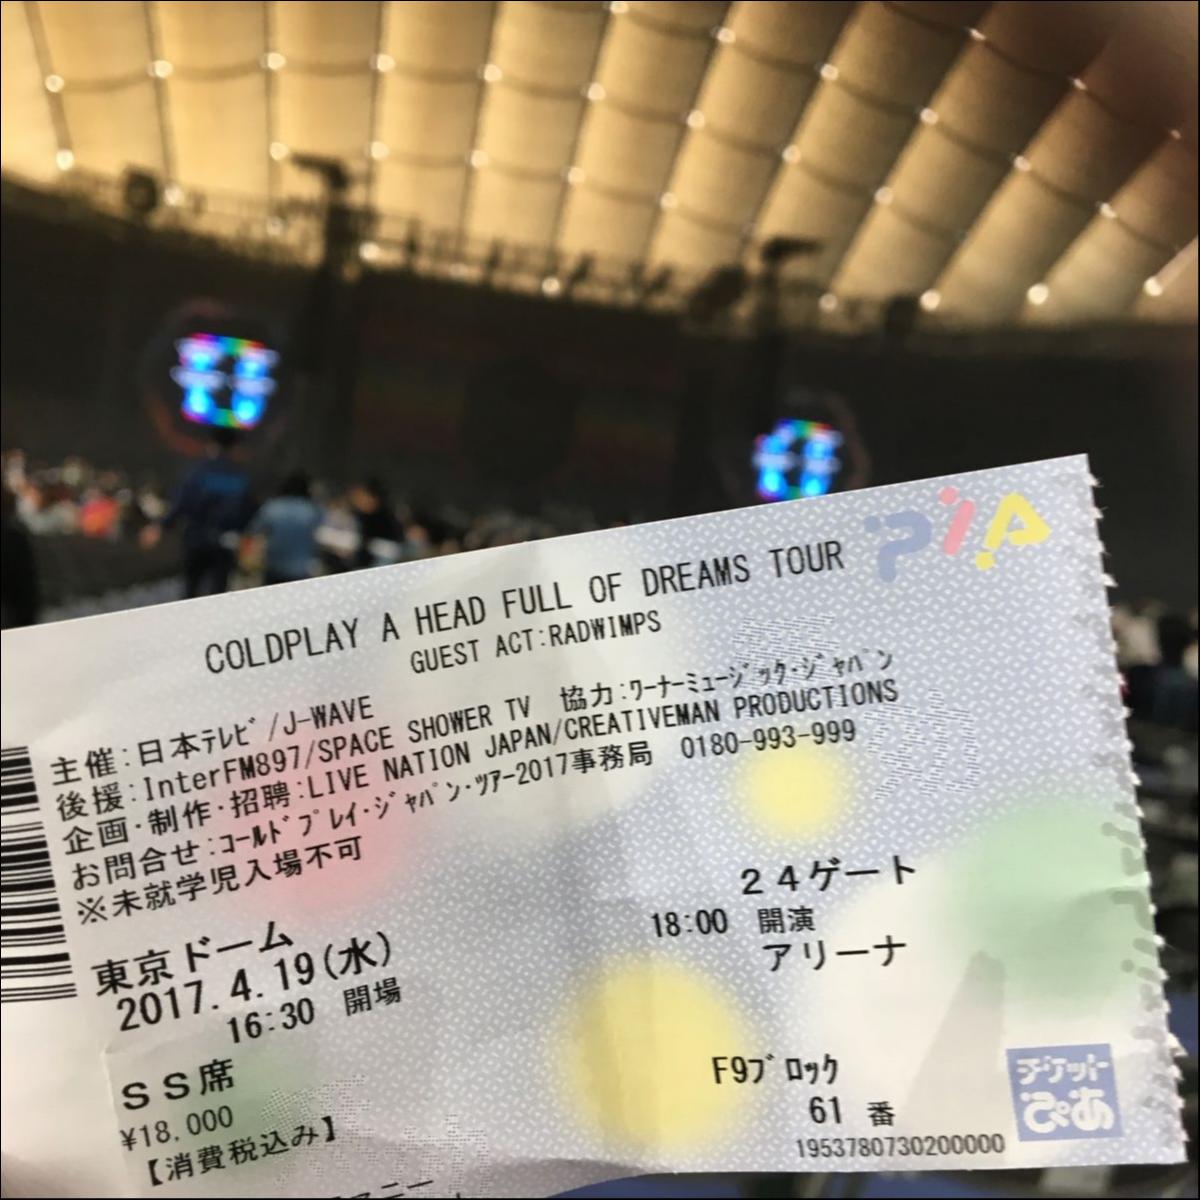 PIA
COLDPLAY A HEAD FULL OF DREAMS TOUR
GUEST ACT:RADWIMPS
主催:日本ﾃﾚﾋﾞ/J-WAVE
後援:InterFM897/SPACE SHOWER TV 協力:ﾜｰﾅｰﾐｭｰｼﾞｯｸ･ｼﾞｬﾊﾟﾝ
企画･制作･招聘:LIVE NATION JAPAN/CREATIVEMAN PRODUCTIONS
お問合せ:ｺｰﾙﾄﾞﾌﾟﾚｲ･ｼﾞｬﾊﾟﾝ･ﾂｱｰ2017事務局 0180-993-999
※未就学児入場不可
東京ドーム
２４ゲート
2017. 4. 19(水)
18:00 開演
16:30 開場
アリーナ
ＳＳ席
F9ﾌﾞﾛｯｸ
¥18,000
61 番
【消費税込み】
1953780730200000
チケット
ぴあ